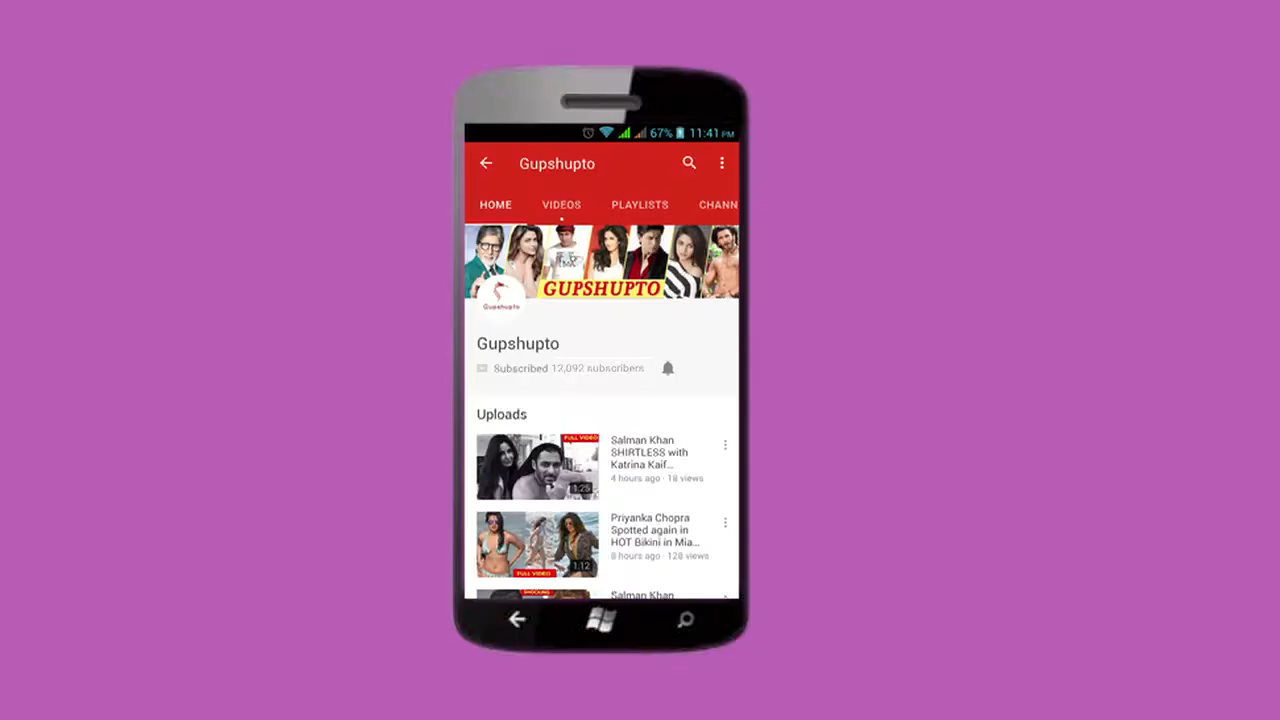 67% 11:41 PM
Gupshupto
HOME VIDEOS PLAYLISTS CHANN
GUPSHUPTO
Gupshupto
Gupshupto
Subscribed 12,092 subscribers
Uploads
FULL VIDEO
1:25
Salman Khan
SHIRTLESS with
Katrina Kaif...
4 hours ago · 18 views
FULL VIDEO
1:12
Priyanka Chopra
Spotted again in
HOT Bikini in Mia...
8 hours ago · 128 views
SHOCKING
Salman Khan